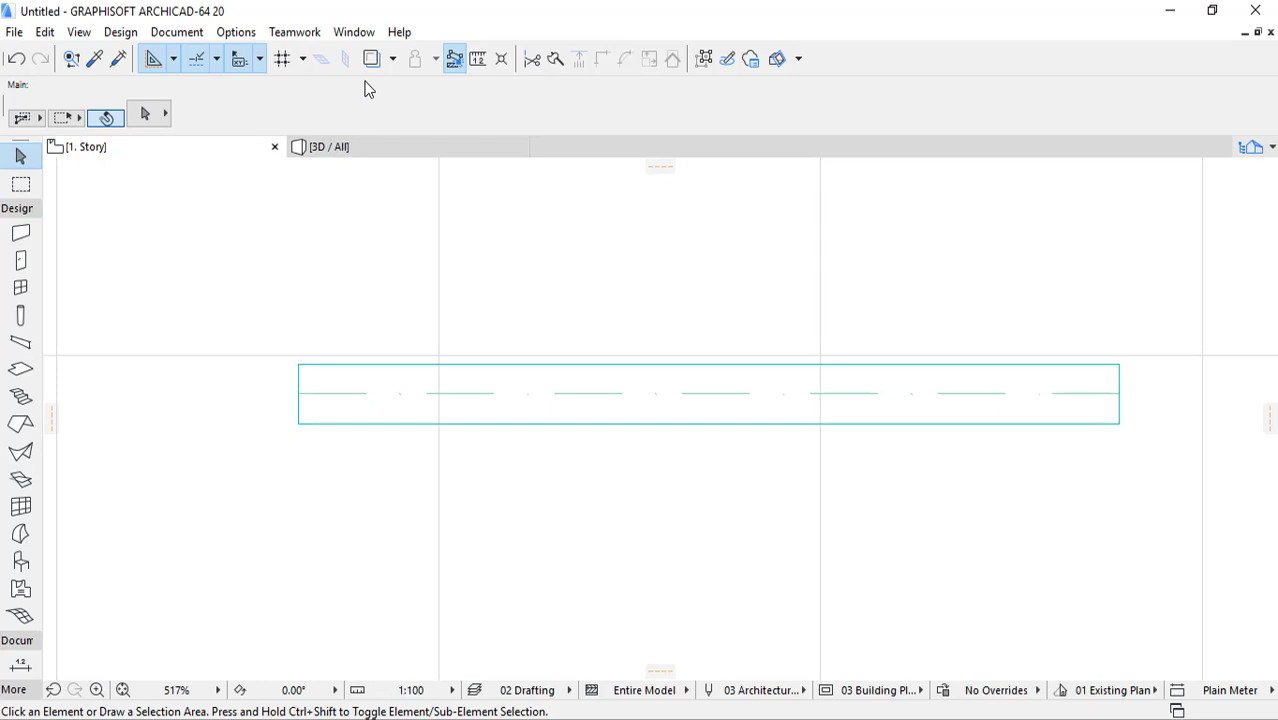 Untitled - GRAPHISOFT ARCHICAD-64 20
File Edit View Design Document Options Teamwork Window Help
Main:
[1. Story]
[3D / All]
Design
Docum
1.2
More
517%
0.00°
1:100
02 Drafting
Entire Model
03 Architectur...
03 Building Pl...
No Overrides
01 Existing Plan
Plain Meter
Click an Element or Draw a Selection Area. Press and Hold Ctrl+Shift to Toggle Element/Sub-Element Selection.